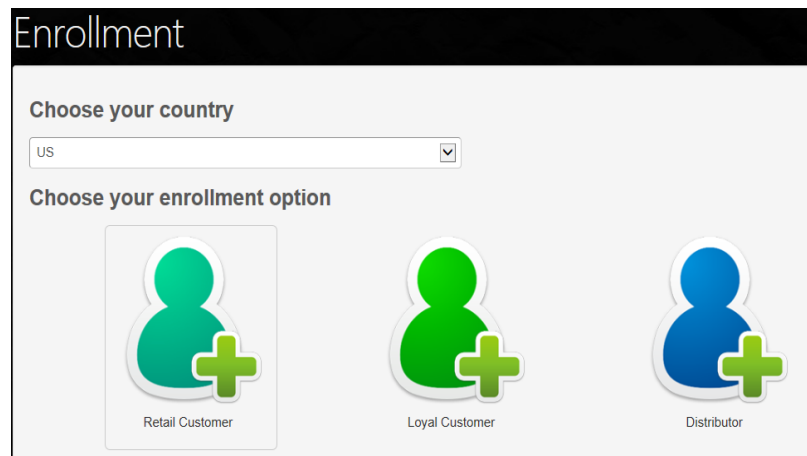 Enrollment
Choose your country
US
Choose your enrollment option
Retail Customer
Loyal Customer
Distributor